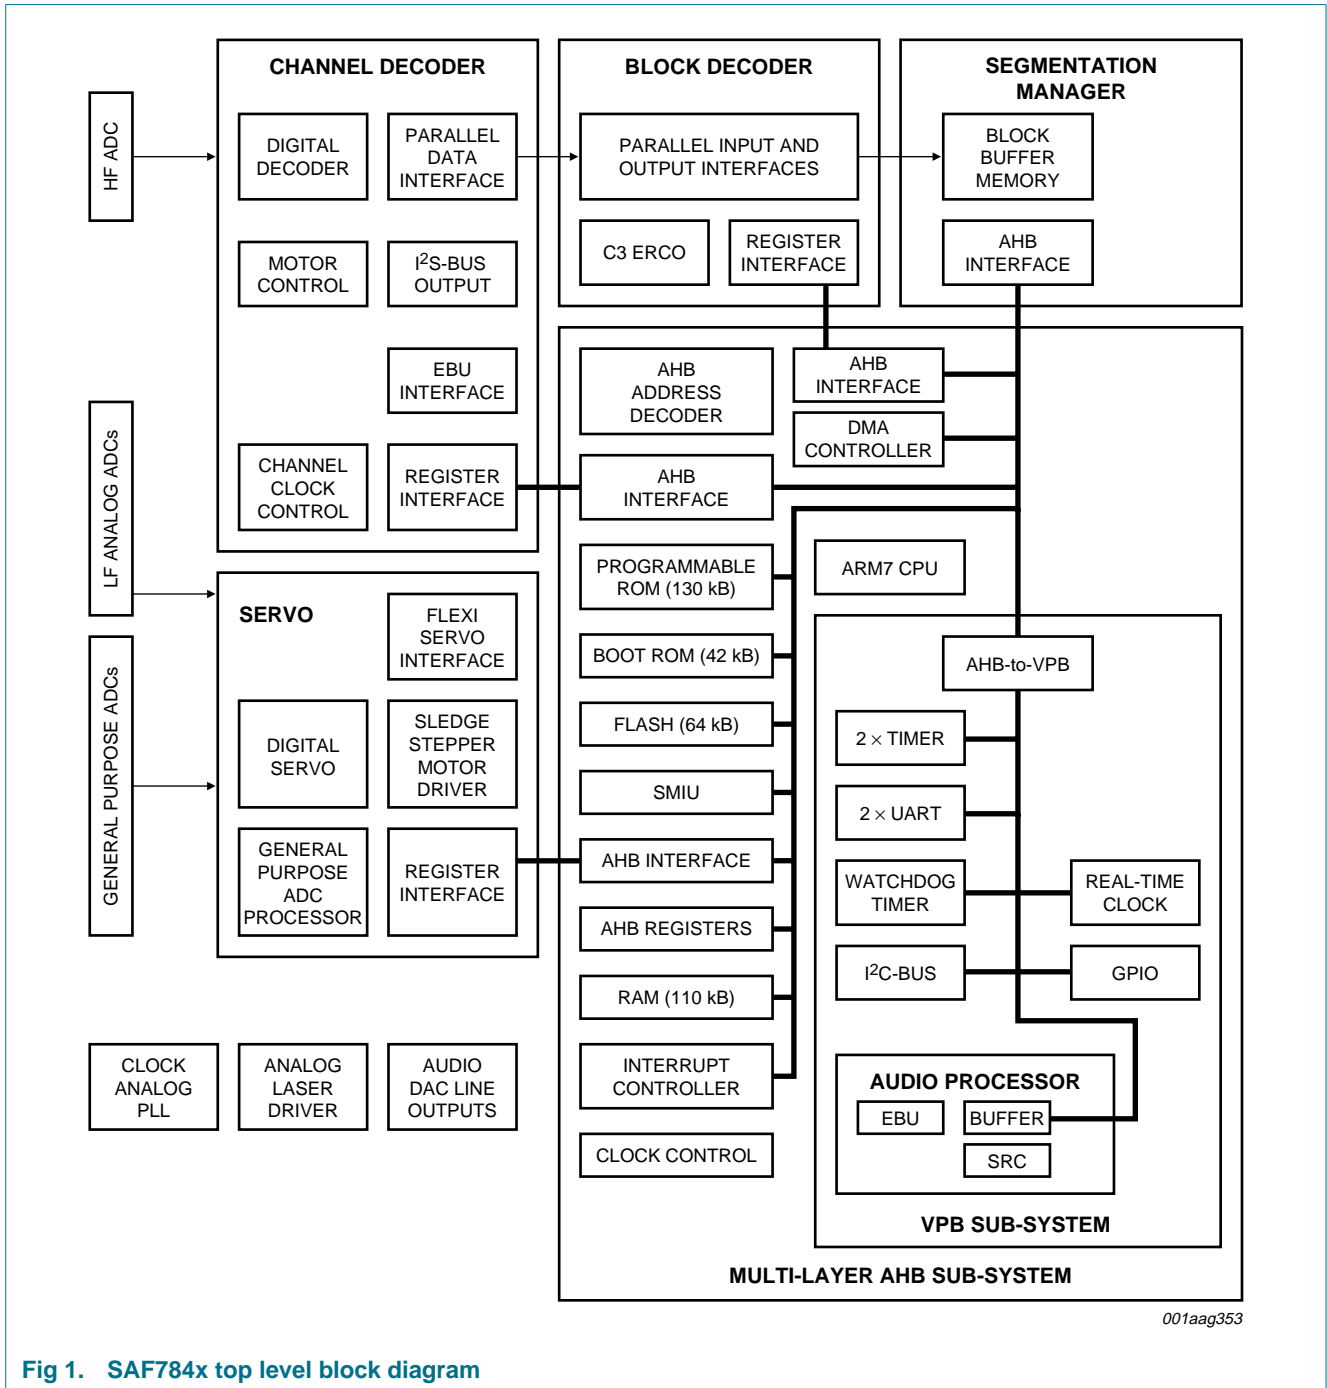 HF ADC
LF ANALOG ADCs
GENERAL PURPOSE ADCs
CHANNEL DECODER
DIGITAL
DECODER
PARALLEL
DATA
INTERFACE
MOTOR
CONTROL
I²S-BUS
OUTPUT
EBU
INTERFACE
CHANNEL
CLOCK
CONTROL
REGISTER
INTERFACE
BLOCK DECODER
PARALLEL INPUT AND
OUTPUT INTERFACES
C3 ERCO
REGISTER
INTERFACE
SEGMENTATION
MANAGER
BLOCK
BUFFER
MEMORY
AHB
INTERFACE
SERVO
FLEXI
SERVO
INTERFACE
DIGITAL
SERVO
SLEDGE
STEPPER
MOTOR
DRIVER
GENERAL
PURPOSE
ADC
PROCESSOR
REGISTER
INTERFACE
CLOCK
ANALOG
PLL
ANALOG
LASER
DRIVER
AUDIO
DAC LINE
OUTPUTS
AHB
ADDRESS
DECODER
AHB
INTERFACE
DMA
CONTROLLER
AHB
INTERFACE
PROGRAMMABLE
ROM (130 kB)
ARM7 CPU
BOOT ROM (42 kB)
FLASH (64 kB)
SMIU
AHB INTERFACE
AHB REGISTERS
RAM (110 kB)
INTERRUPT
CONTROLLER
CLOCK CONTROL
AHB-to-VPB
2 × TIMER
2 × UART
WATCHDOG
TIMER
REAL-TIME
CLOCK
I²C-BUS
GPIO
AUDIO PROCESSOR
EBU
BUFFER
SRC
VPB SUB-SYSTEM
MULTI-LAYER AHB SUB-SYSTEM
001aag353
Fig 1. SAF784x top level block diagram